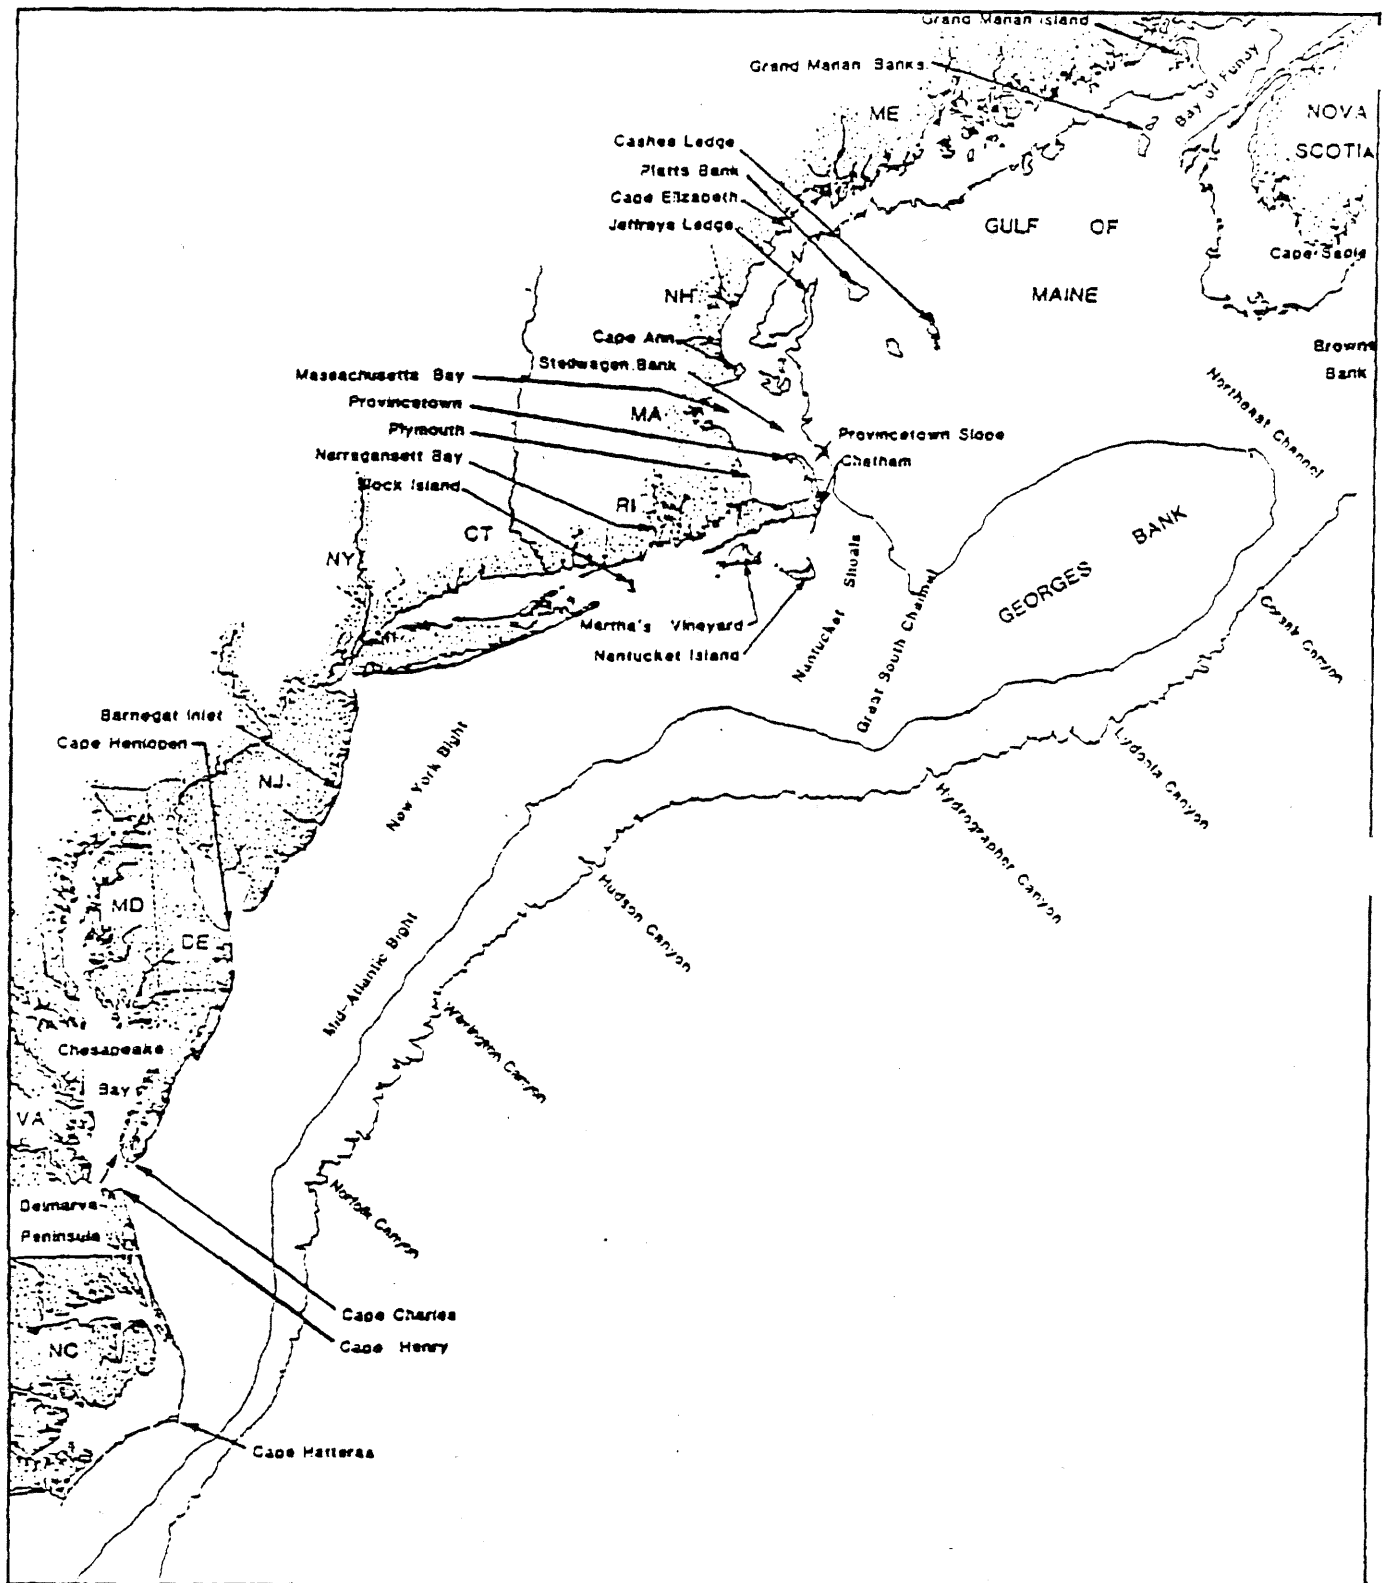 Grand Manan Island
Grand Manan Banks
Bay of Fundy
NOVA
SCOTIA
ME
Cashes Ledge
Platts Bank
Cape Elizabeth
Jeffreys Ledge
GULF OF
MAINE
Cape Sable
NH
Cape Ann
Stellwagen Bank
Browns
Bank
Massachusetts Bay
Provincetown
Plymouth
Narragansett Bay
Block Island
MA
Northeast Channel
Provincetown Slope
Chatham
RI
CT
NY
GEORGES BANK
Nantucket Shoals
Great South Channel
Martha's Vineyard
Nantucket Island
Corsair Canyon
Barnegat Inlet
Cape Henlopen
NJ
New York Bight
Lydonia Canyon
Hydrographer Canyon
Hudson Canyon
MD
DE
Mid-Atlantic Bight
Wilmington Canyon
Chesapeake
Bay
VA
Delmarva
Peninsula
Norfolk Canyon
Cape Charles
Cape Henry
NC
Cape Hatteras